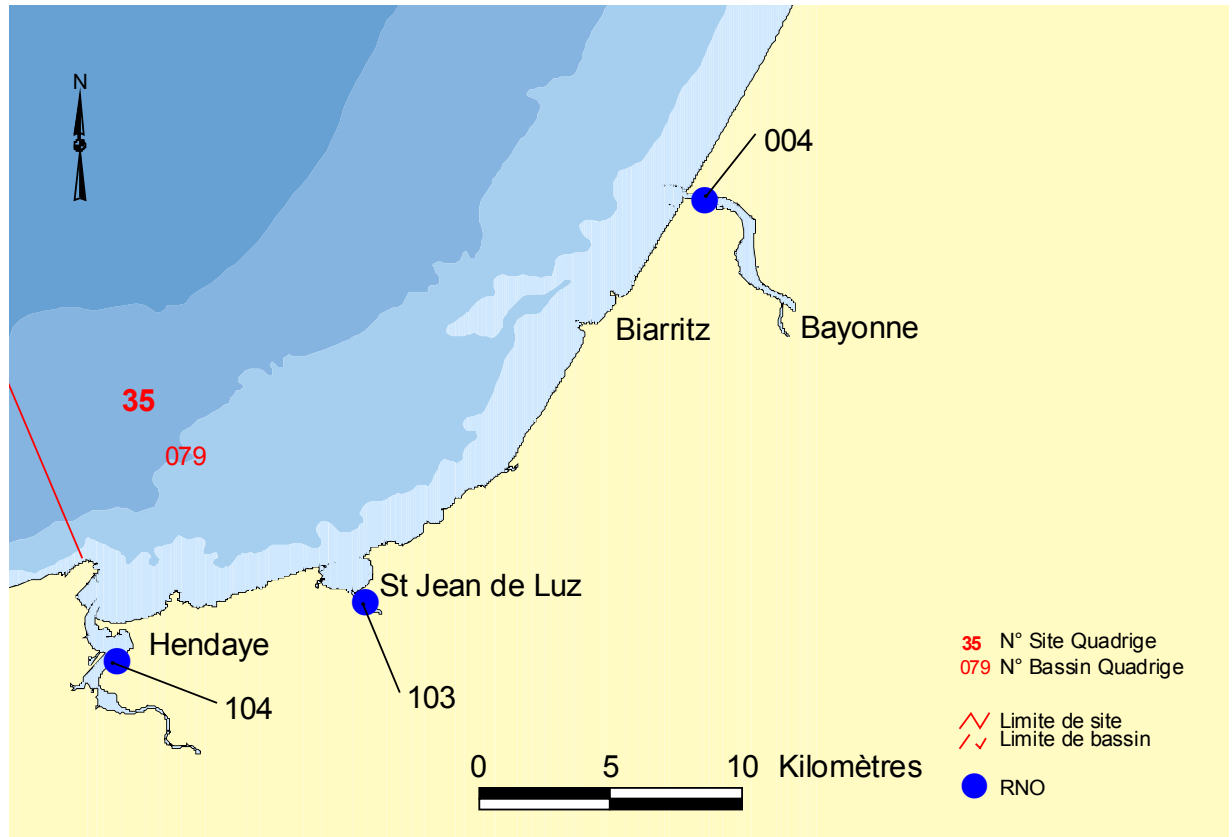 N
004
Biarritz
Bayonne
35
079
St Jean de Luz
Hendaye
104
103
35 N° Site Quadrige
079 N° Bassin Quadrige
Limite de site
Limite de bassin
RNO
0 5 10 Kilomètres